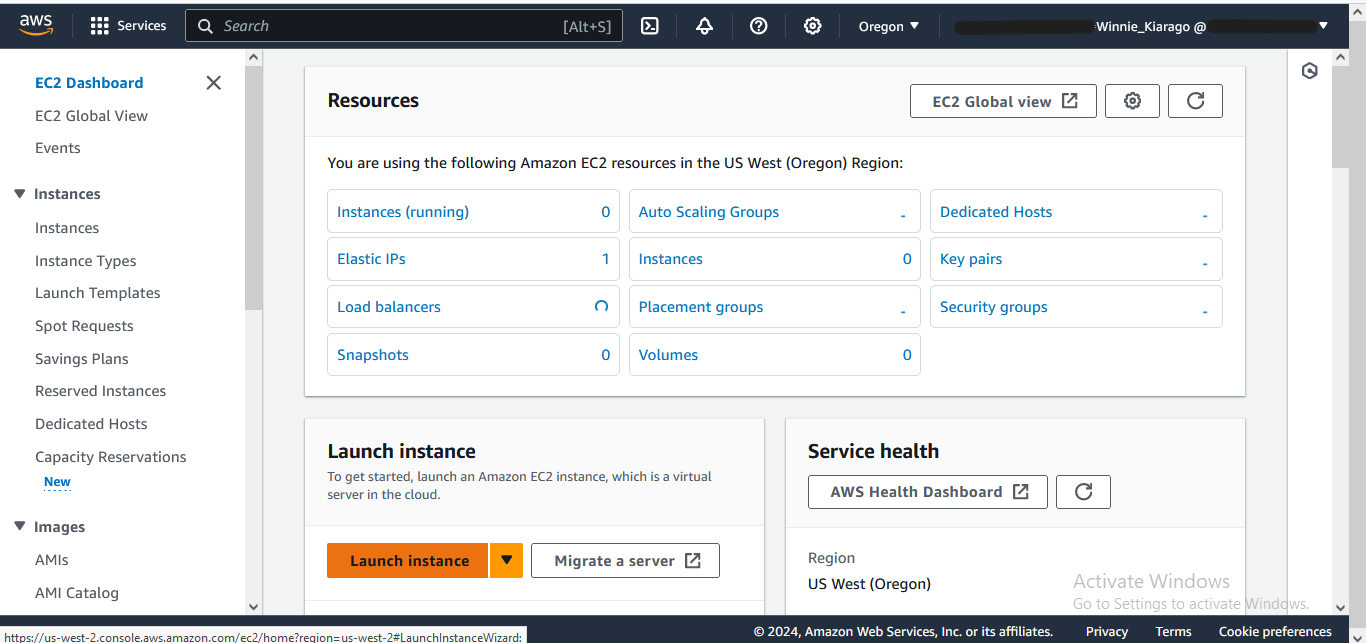 aws
Services
Search [Alt+S]
Oregon
Winnie_Kiarago @
EC2 Dashboard
EC2 Global View
Events
Instances
Instances
Instance Types
Launch Templates
Spot Requests
Savings Plans
Reserved Instances
Dedicated Hosts
Capacity Reservations
New
Images
AMIs
AMI Catalog
Resources
EC2 Global view
You are using the following Amazon EC2 resources in the US West (Oregon) Region:
Instances (running) 0
Auto Scaling Groups -
Dedicated Hosts -
Elastic IPs 1
Instances 0
Key pairs -
Load balancers
Placement groups -
Security groups -
Snapshots 0
Volumes 0
Launch instance
To get started, launch an Amazon EC2 instance, which is a virtual
server in the cloud.
Launch instance
Migrate a server
Service health
AWS Health Dashboard
Region
US West (Oregon)
Activate Windows
Go to Settings to activate Windows.
https://us-west-2.console.aws.amazon.com/ec2/home?region=us-west-2#LaunchInstanceWizard:
© 2024, Amazon Web Services, Inc. or its affiliates.
Privacy
Terms
Cookie preferences